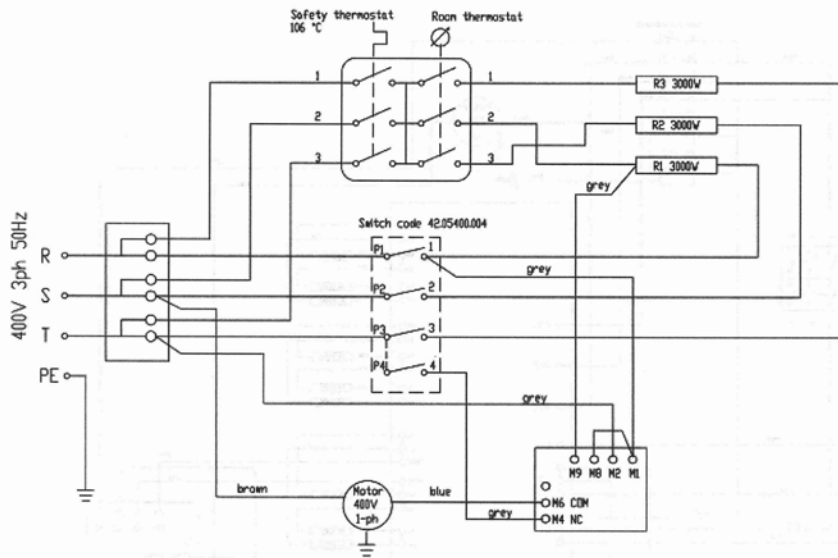 Safety thermostat
106 °C
Room thermostat
1
1
2
2
3
3
R3 3000W
R2 3000W
R1 3000W
grey
Switch code 42.05400.004
400V 3ph 50Hz
R
S
T
PE
P1
1
P2
2
P3
3
P4
4
grey
grey
M9
M8
M2
M1
M6 COM
M4 NC
brown
Motor
400V
1-ph
blue
grey